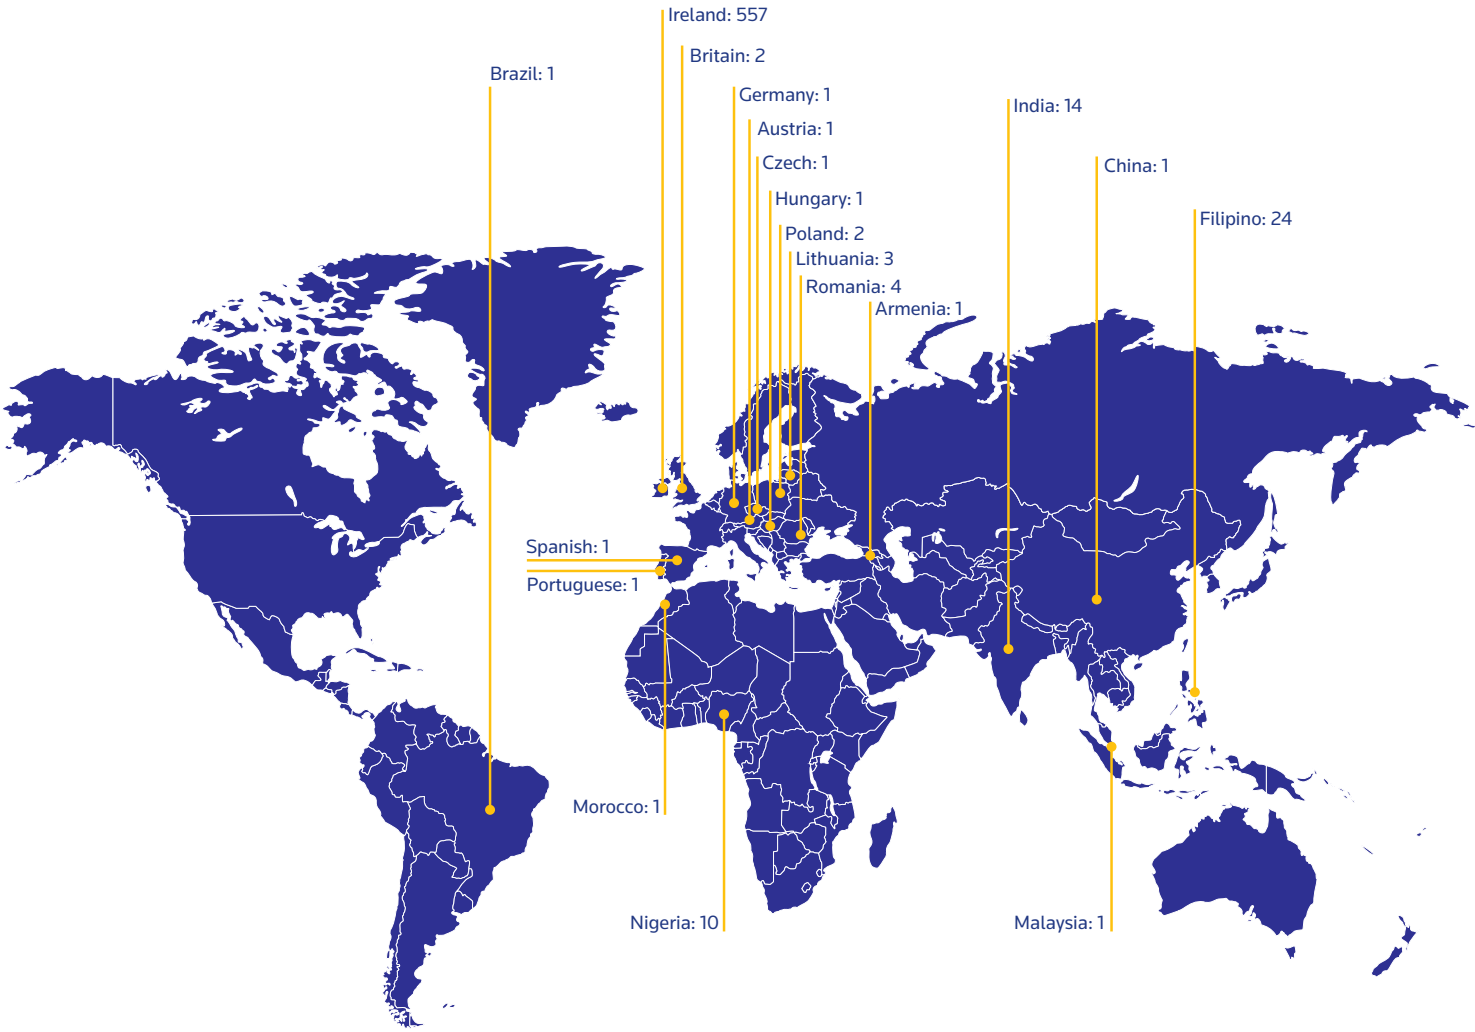 Ireland: 557
Britain: 2
Brazil: 1
Germany: 1
India: 14
Austria: 1
Czech: 1
China: 1
Hungary: 1
Filipino: 24
Poland: 2
Lithuania: 3
Romania: 4
Armenia: 1
Spanish: 1
Portuguese: 1
Morocco: 1
Nigeria: 10
Malaysia: 1